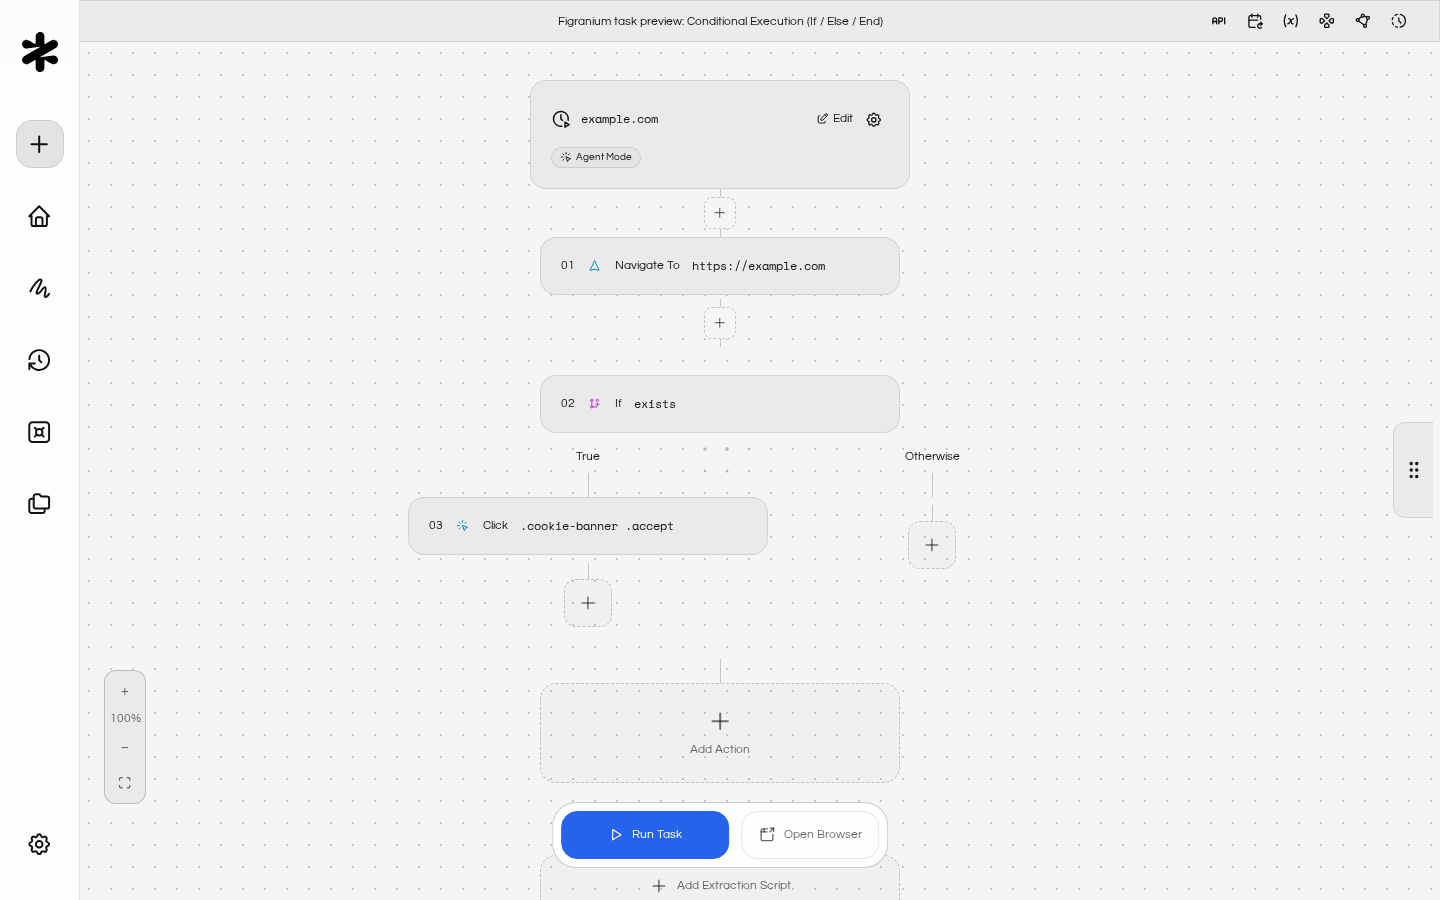 Figranium task preview: Conditional Execution (If / Else / End)
API
(x)
example.com
Edit
Agent Mode
01 Navigate To https://example.com
02 If exists
True
Otherwise
03 Click .cookie-banner .accept
+
100%
−
Add Action
Run Task
Open Browser
Add Extraction Script